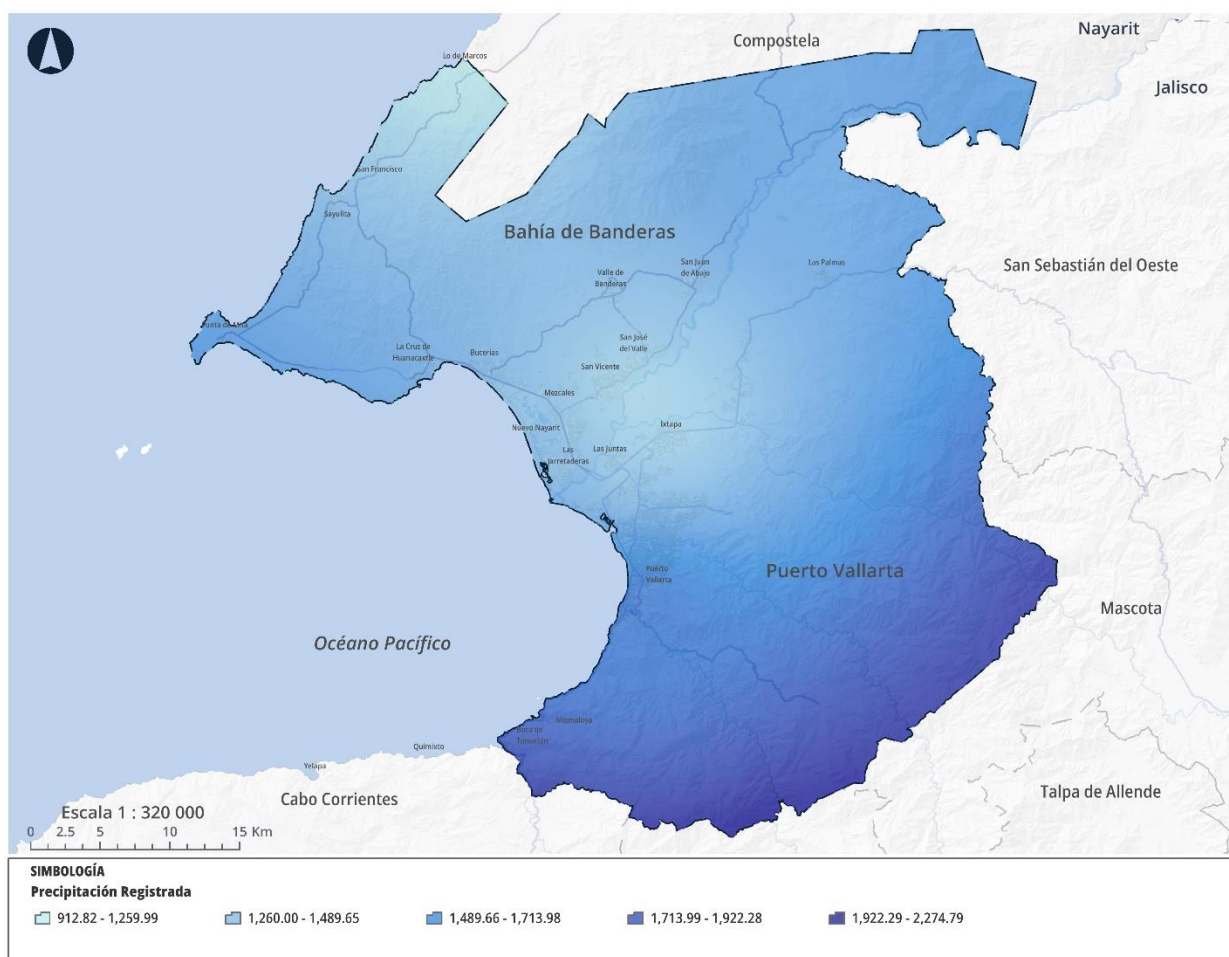 Nayarit
Compostela
Lo de Marcos
Jalisco
San Francisco
Sayulita
Bahía de Banderas
San Juan
de Abajo
Las Palmas
San Sebastián del Oeste
Valle de
Banderas
Punta de Mita
San José
del Valle
La Cruz de
Huanacaxtle
Bucerías
San Vicente
Mezcales
Nuevo Nayarit
Ixtapa
Las
Jarretaderas
Las Juntas
Puerto
Vallarta
Puerto Vallarta
Mascota
Océano Pacífico
Mismaloya
Boca de
Tomatlán
Quimixto
Yelapa
Cabo Corrientes
Talpa de Allende
Escala 1 : 320 000
0 2.5 5 10 15 Km
SIMBOLOGÍA
Precipitación Registrada
912.82 - 1,259.99
1,260.00 - 1,489.65
1,489.66 - 1,713.98
1,713.99 - 1,922.28
1,922.29 - 2,274.79